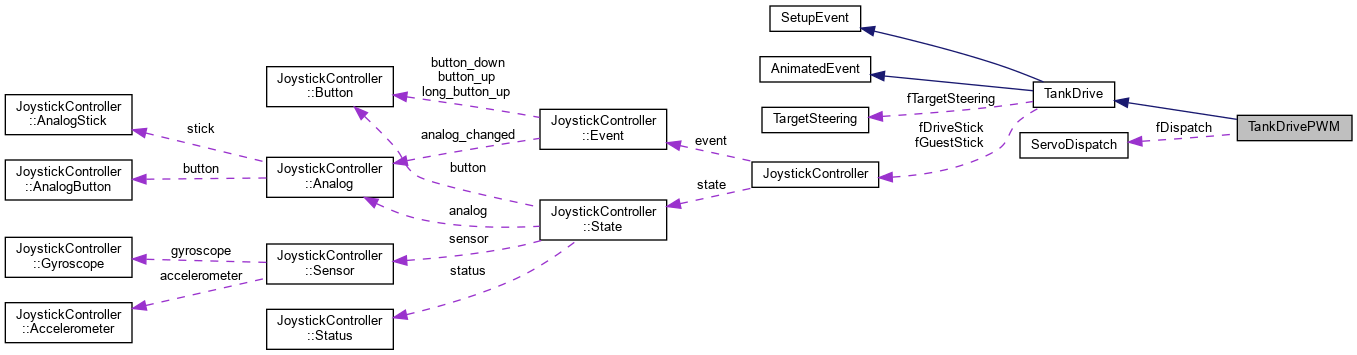 SetupEvent
AnimatedEvent
TargetSteering
TankDrive
TankDrivePWM
ServoDispatch
fTargetSteering
fDriveStick
fGuestStick
fDispatch
JoystickController
event
state
JoystickController
::Event
JoystickController
::State
button_down
button_up
long_button_up
analog_changed
button
analog
sensor
status
JoystickController
::Button
JoystickController
::Analog
JoystickController
::Sensor
JoystickController
::Status
stick
button
gyroscope
accelerometer
JoystickController
::AnalogStick
JoystickController
::AnalogButton
JoystickController
::Gyroscope
JoystickController
::Accelerometer